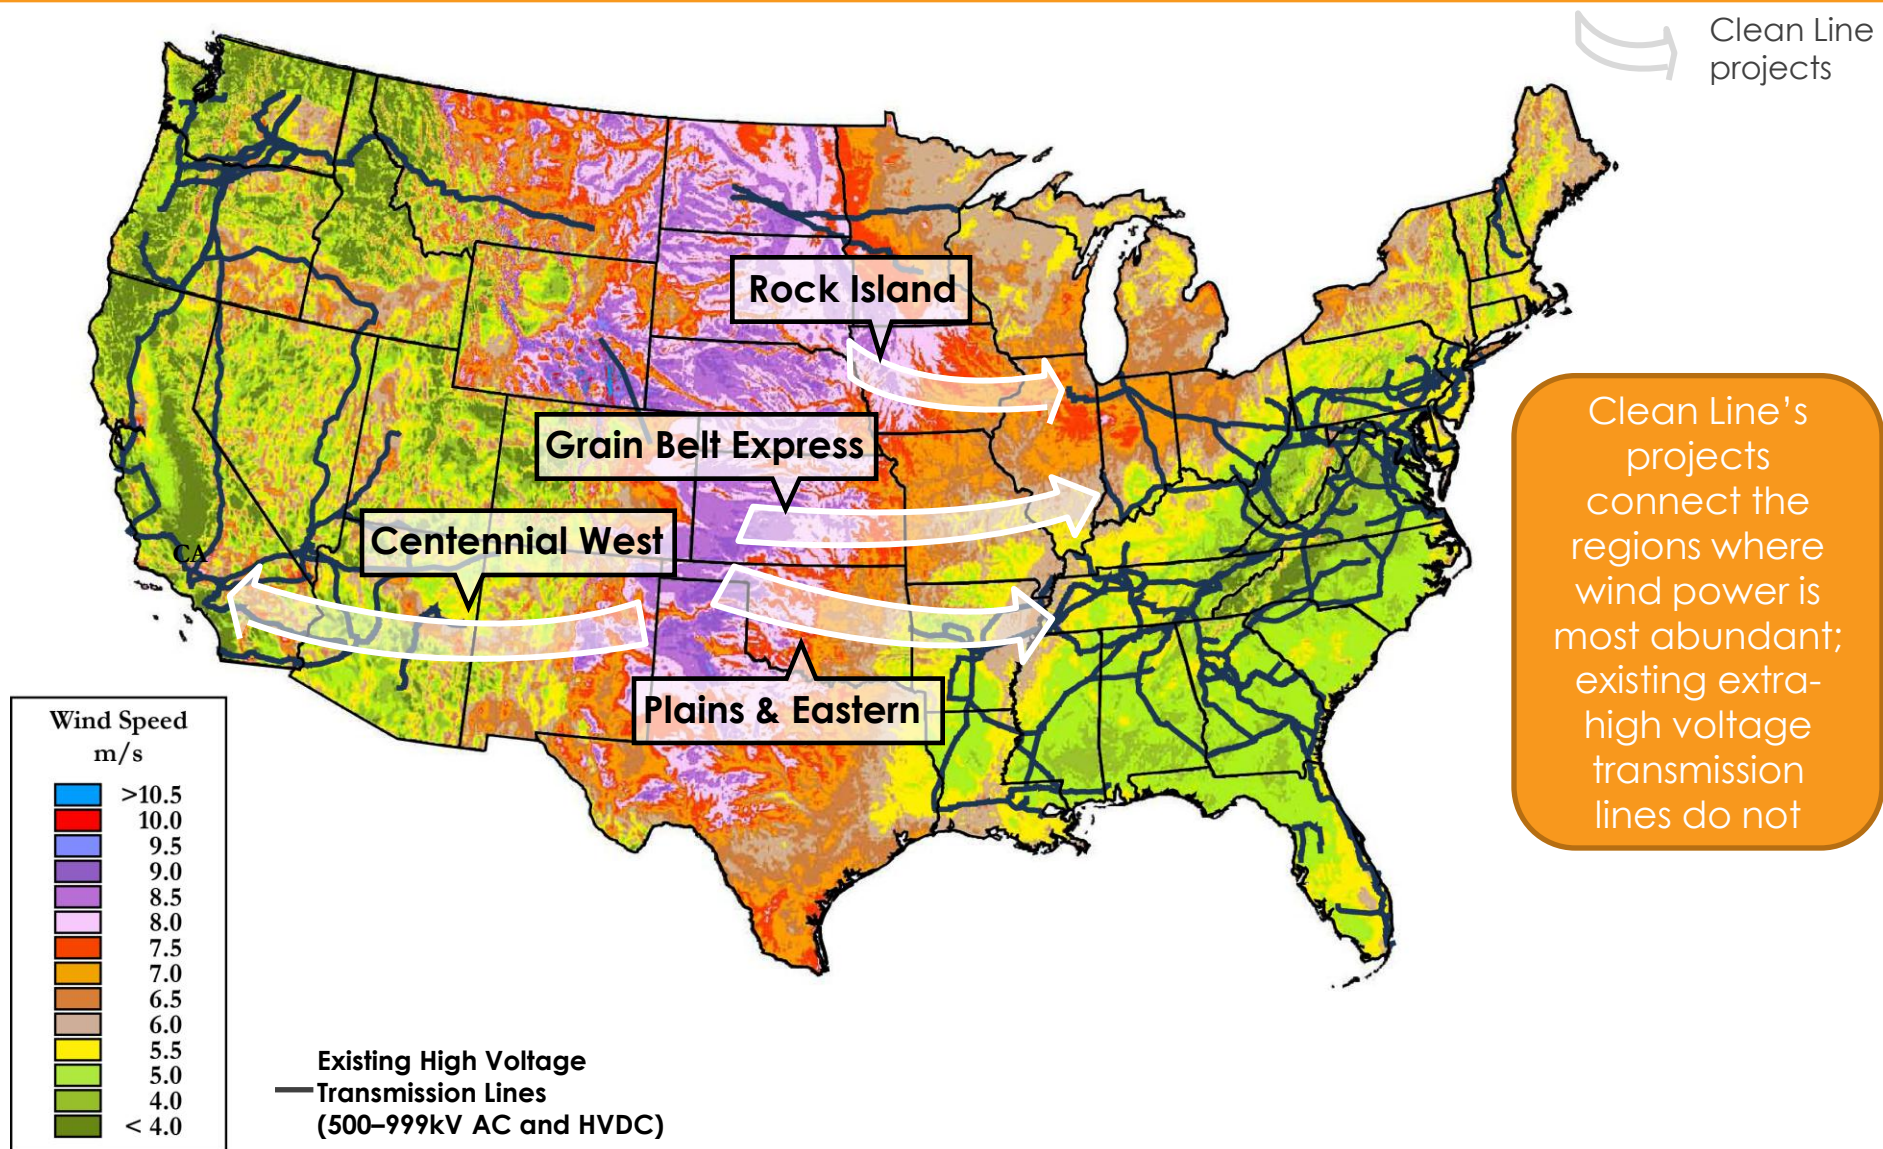 Clean Line
projects
Rock Island
Grain Belt Express
Centennial West
CA
Plains & Eastern
Clean Line's
projects
connect the
regions where
wind power is
most abundant;
existing extra-
high voltage
transmission
lines do not
Wind Speed
m/s
>10.5
10.0
9.5
9.0
8.5
8.0
7.5
7.0
6.5
6.0
5.5
5.0
4.0
< 4.0
Existing High Voltage
Transmission Lines
(500–999kV AC and HVDC)